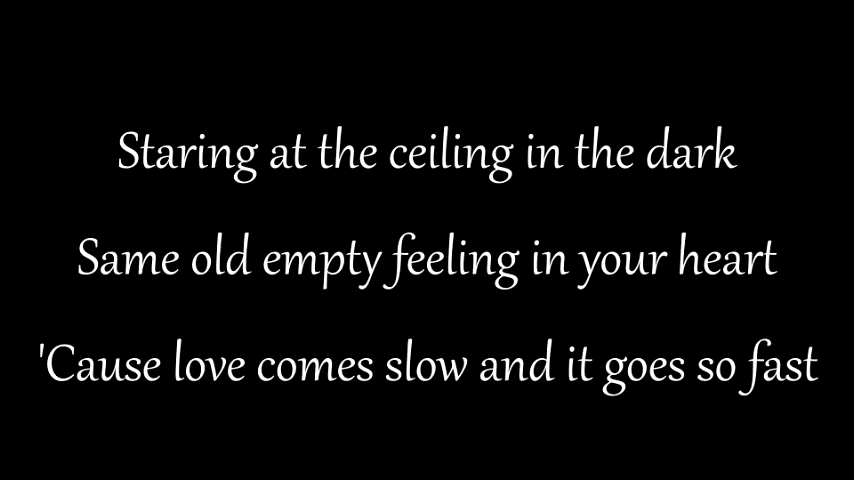 Staring at the ceiling in the dark
Same old empty feeling in your heart
'Cause love comes slow and it goes so fast